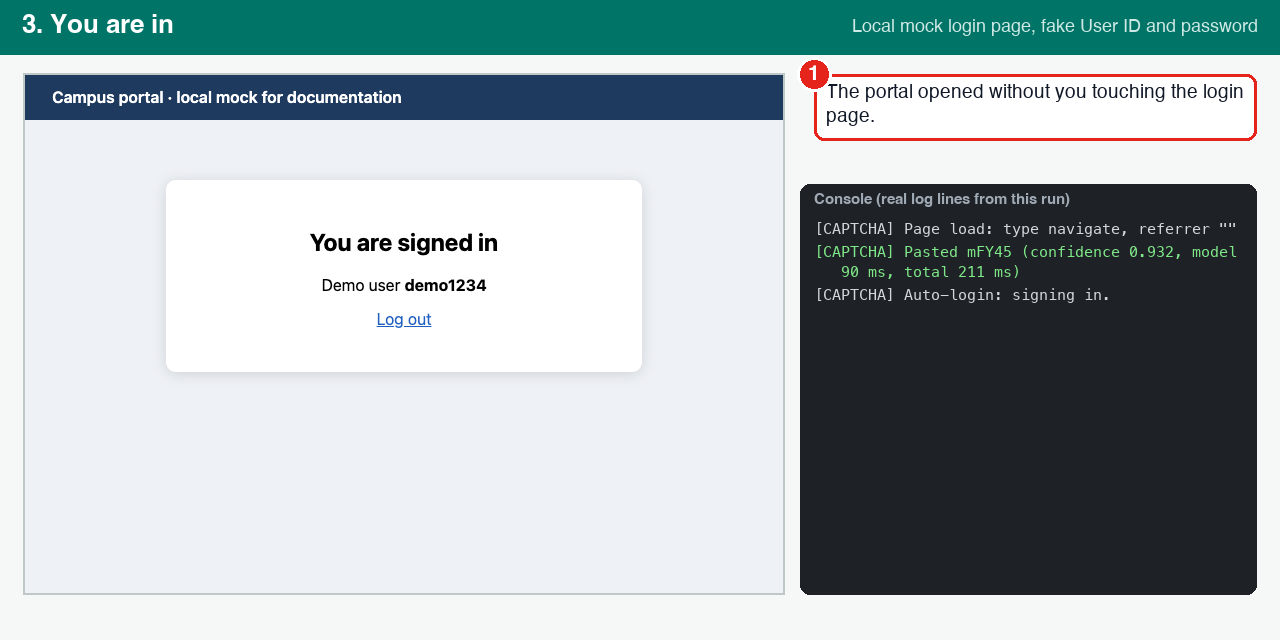 3. You are in
Local mock login page, fake User ID and password
Campus portal · local mock for documentation
You are signed in
Demo user demo1234
Log out
1
The portal opened without you touching the login
page.
Console (real log lines from this run)
[CAPTCHA] Page load: type navigate, referrer ""
[CAPTCHA] Pasted mFY45 (confidence 0.932, model
90 ms, total 211 ms)
[CAPTCHA] Auto-login: signing in.